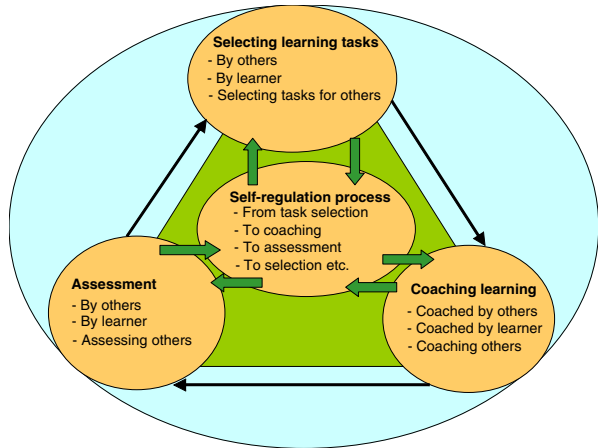 Selecting learning tasks
- By others
- By learner
- Selecting tasks for others
Self-regulation process
- From task selection
- To coaching
- To assessment
- To selection etc.
Assessment
- By others
- By learner
- Assessing others
Coaching learning
- Coached by others
- Coached by learner
- Coaching others